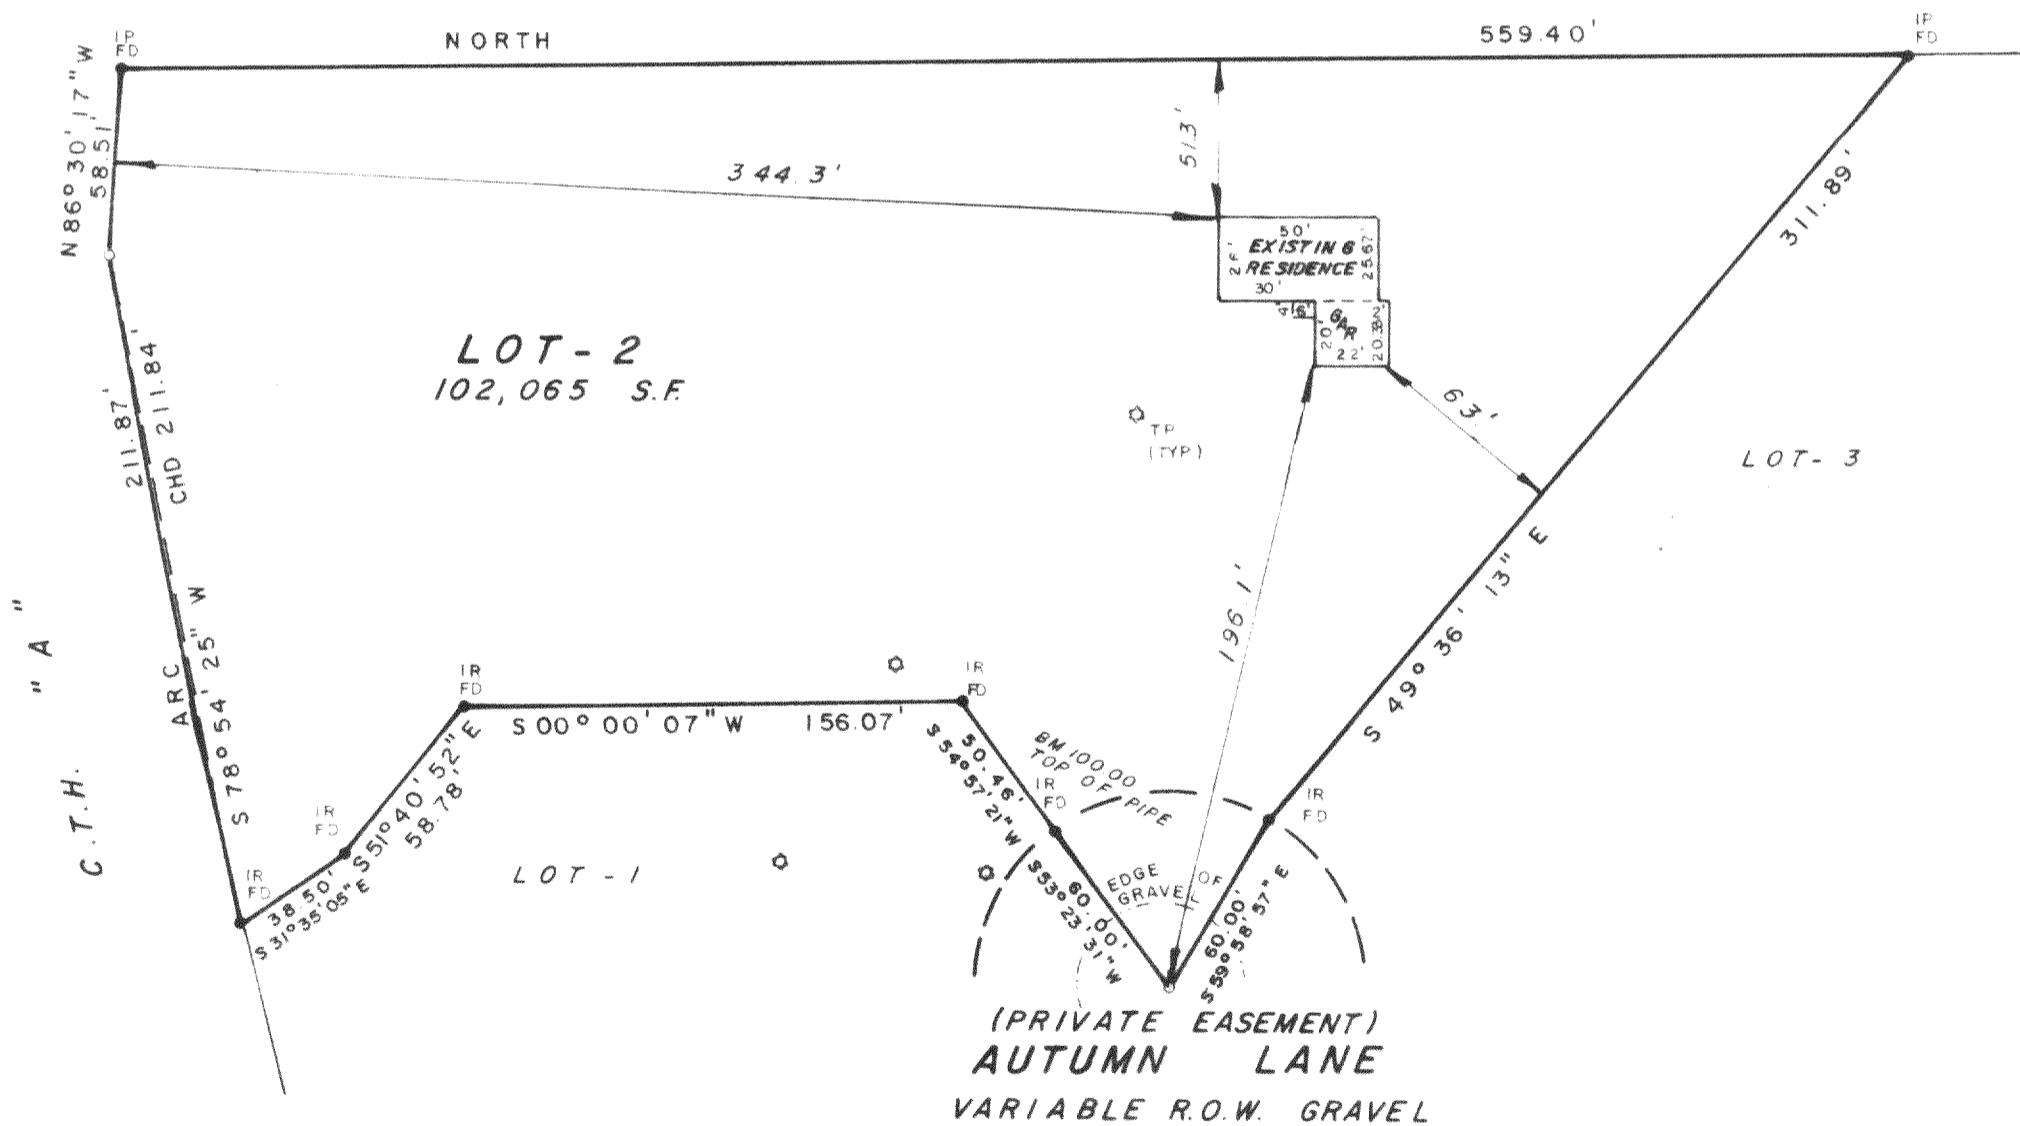 IP
FD
NORTH
559.40'
IP
FD
N86° 30' 17" W
58.51'
344.3'
51.3'
50'
EXISTING
RESIDENCE
25.67'
30'
4'
16'
GAR
20'
22'
311.89'
LOT-2
102,065 S.F.
211.87'
CHD 211.84'
ARC
S 78° 54' 25" W
TP
(TYP)
63'
LOT-3
S 49° 36' 13" E
196.1'
C.T.H. "A"
IR
FD
S 00° 00' 07" W
156.07'
IR
FD
50.46'
S 54° 57' 21" W
BM 100.00
TOP OF PIPE
IR
FD
IR
FD
IR
FD
S 51° 40' 52" E
58.78'
IR
FD
38.50'
S 31° 35' 05" E
LOT-1
EDGE OF
GRAVEL
60.00'
S 53° 23' 31" W
60.00'
S 59° 58' 57" E
(PRIVATE EASEMENT)
AUTUMN LANE
VARIABLE R.O.W. GRAVEL